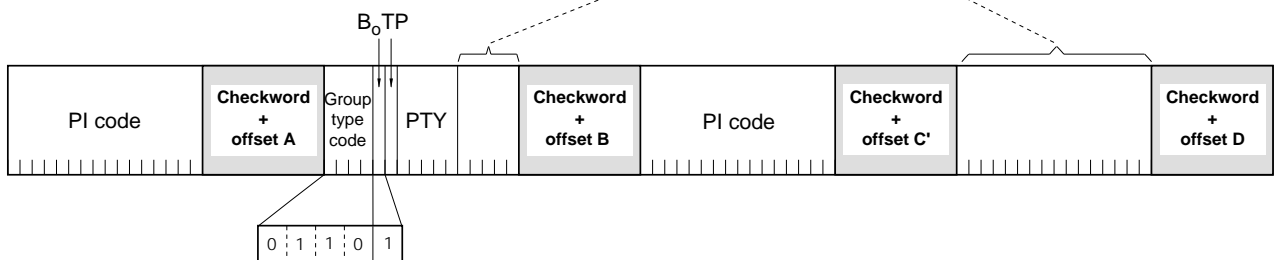 BoTP
PI code
Checkword
+
offset A
Group
type
code
PTY
Checkword
+
offset B
PI code
Checkword
+
offset C'
Checkword
+
offset D
0 1 1 0 1